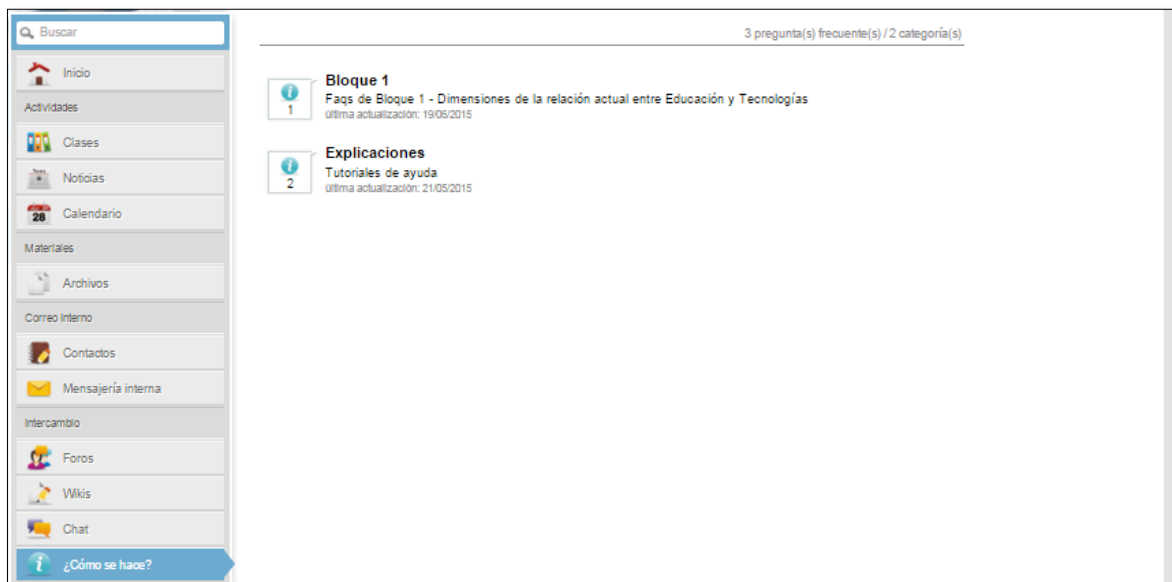 Buscar
Inicio
Actividades
Clases
Noticias
28
Calendario
Materiales
Archivos
Correo Interno
Contactos
Mensajería interna
Intercambio
Foros
Wikis
Chat
¿Cómo se hace?
3 pregunta(s) frecuente(s) / 2 categoría(s)
Bloque 1
1
Faqs de Bloque 1 - Dimensiones de la relación actual entre Educación y Tecnologías
última actualización: 19/06/2015
Explicaciones
2
Tutoriales de ayuda
última actualización: 21/05/2015